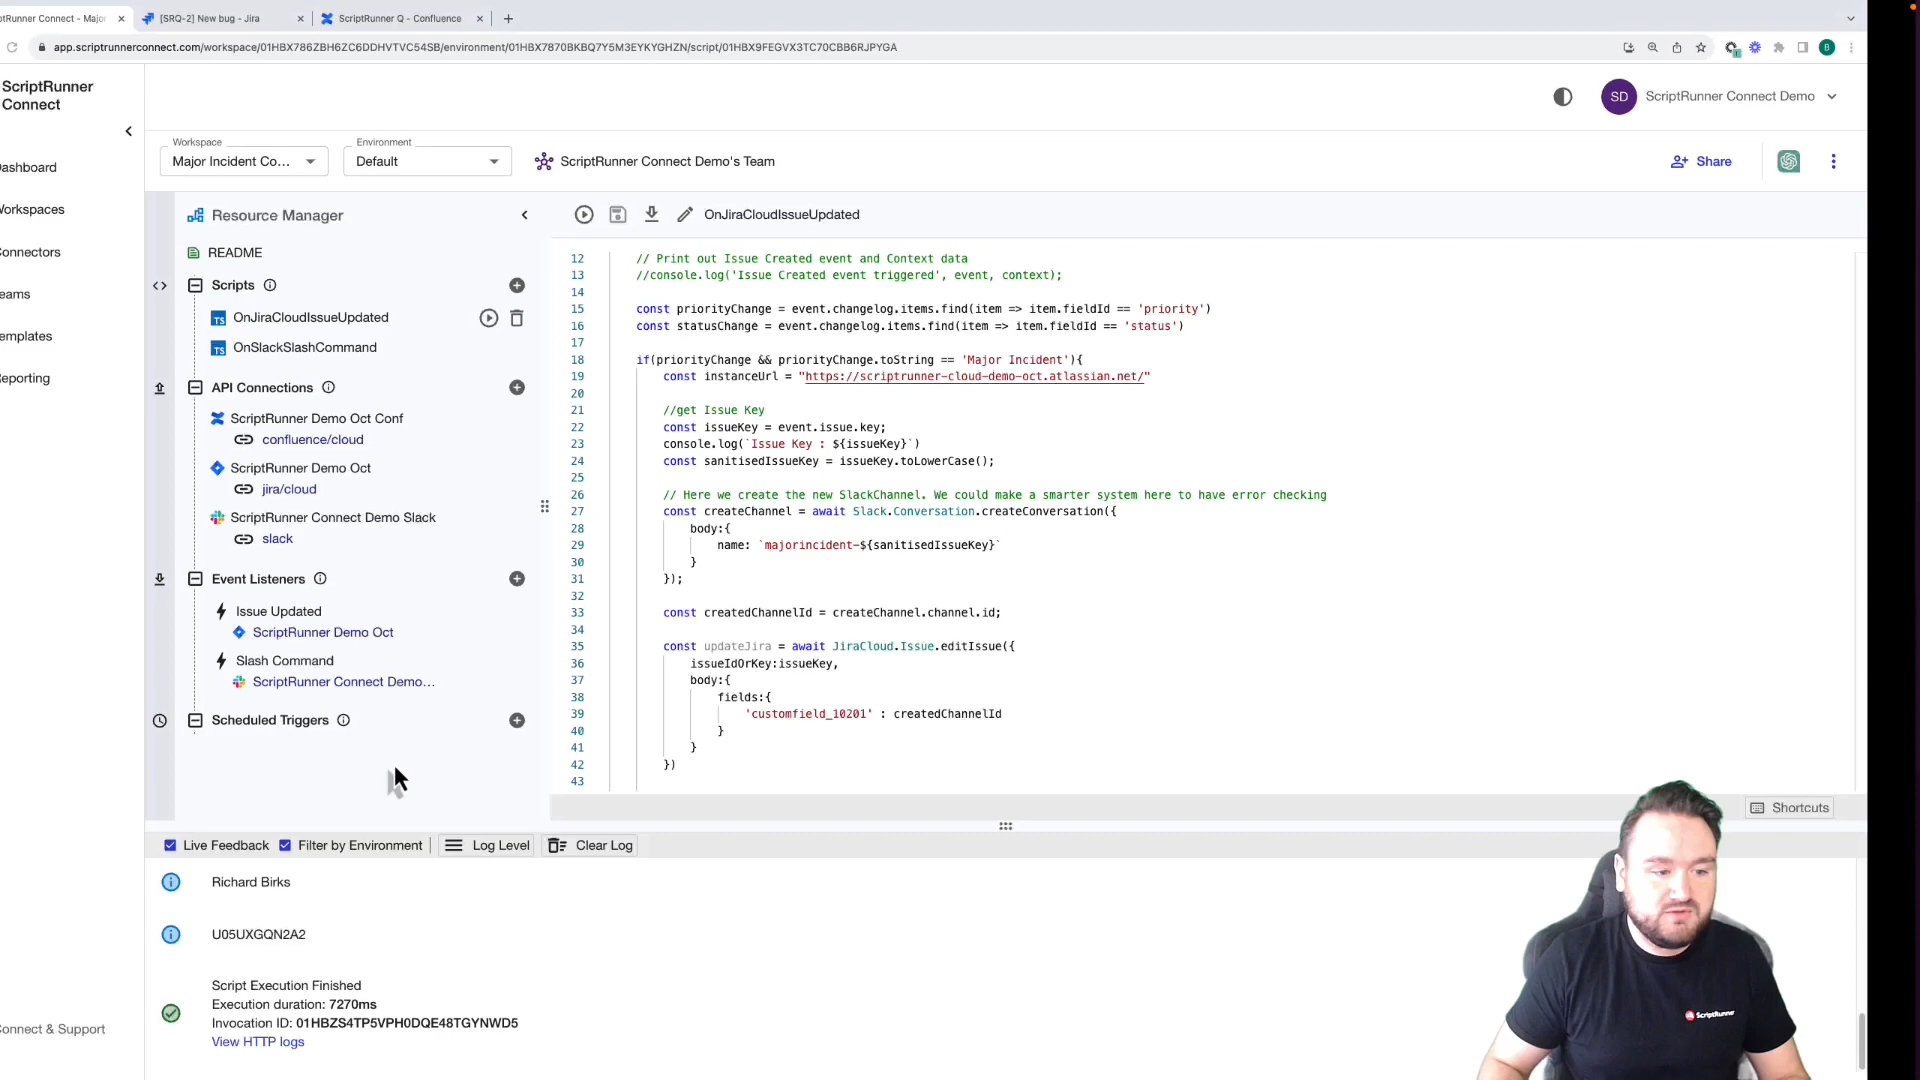 tRunner Connect - Major
[SRQ-2] New bug - Jira
ScriptRunner Q - Confluence
app.scriptrunnerconnect.com/workspace/01HBX786ZBH6ZC6DDHVTVC54SB/environment/01HBX7870BKBQ7Y5M3EYKYGHZN/script/01HBX9FEGVX3TC70CBB6RJPYGA
B
ScriptRunner
Connect
SD
ScriptRunner Connect Demo
ashboard
orkspaces
onnectors
eams
emplates
eporting
onnect & Support
Workspace
Major Incident Co...
Environment
Default
ScriptRunner Connect Demo's Team
Share
Resource Manager
README
Scripts
TS OnJiraCloudIssueUpdated
TS OnSlackSlashCommand
API Connections
ScriptRunner Demo Oct Conf
confluence/cloud
ScriptRunner Demo Oct
jira/cloud
ScriptRunner Connect Demo Slack
slack
Event Listeners
Issue Updated
ScriptRunner Demo Oct
Slash Command
ScriptRunner Connect Demo...
Scheduled Triggers
OnJiraCloudIssueUpdated
12 // Print out Issue Created event and Context data
13 //console.log('Issue Created event triggered', event, context);
14
15 const priorityChange = event.changelog.items.find(item => item.fieldId == 'priority')
16 const statusChange = event.changelog.items.find(item => item.fieldId == 'status')
17
18 if(priorityChange && priorityChange.toString == 'Major Incident'){
19 const instanceUrl = "https://scriptrunner-cloud-demo-oct.atlassian.net/"
20
21 //get Issue Key
22 const issueKey = event.issue.key;
23 console.log(`Issue Key : ${issueKey}`)
24 const sanitisedIssueKey = issueKey.toLowerCase();
25
26 // Here we create the new SlackChannel. We could make a smarter system here to have error checking
27 const createChannel = await Slack.Conversation.createConversation({
28 body:{
29 name: `majorincident-${sanitisedIssueKey}`
30 }
31 });
32
33 const createdChannelId = createChannel.channel.id;
34
35 const updateJira = await JiraCloud.Issue.editIssue({
36 issueIdOrKey:issueKey,
37 body:{
38 fields:{
39 'customfield_10201' : createdChannelId
40 }
41 }
42 })
43
Shortcuts
Live Feedback
Filter by Environment
Log Level
Clear Log
Richard Birks
U05UXGQN2A2
Script Execution Finished
Execution duration: 7270ms
Invocation ID: 01HBZS4TP5VPH0DQE48TGYNWD5
View HTTP logs
ScriptRunner